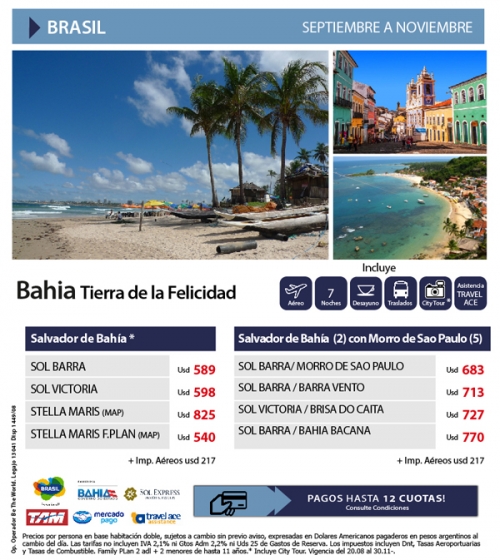 BRASIL
SEPTIEMBRE A NOVIEMBRE
Bahia Tierra de la Felicidad
Incluye
Aéreo
7 Noches
Desayuno
Traslados
City Tour *
Asistencia TRAVEL ACE
Salvador de Bahía *
SOL BARRA Usd 589
SOL VICTORIA Usd 598
STELLA MARIS (MAP) Usd 825
STELLA MARIS F.PLAN (MAP) Usd 540
+ Imp. Aéreos usd 217
Salvador de Bahía (2) con Morro de Sao Paulo (5)
SOL BARRA/ MORRO DE SAO PAULO Usd 683
SOL BARRA / BARRA VENTO Usd 713
SOL VICTORIA / BRISA DO CAITA Usd 727
SOL BARRA / BAHIA BACANA Usd 770
+ Imp. Aéreos usd 217
BRASIL
BAHIA
SOL EXPRESS
TAM
mercado pago
travel ace
PAGOS HASTA 12 CUOTAS!
Consulte Condiciones
Precios por persona en base habitación doble, sujetos a cambio sin previo aviso, expresadas en Dolares Americanos pagaderos en pesos argentinos al
cambio del día. Las tarifas no incluyen IVA 2,1% ni Gtos Adm 2,2% ni Uds 25 de Gastos de Reserva. Los impuestos incluyen Dnt, Tasas Aeroportuarias
y Tasas de Combustible. Family PLan 2 adl + 2 menores de hasta 11 años.* Incluye City Tour. Vigencia del 20.08 al 30.11-.